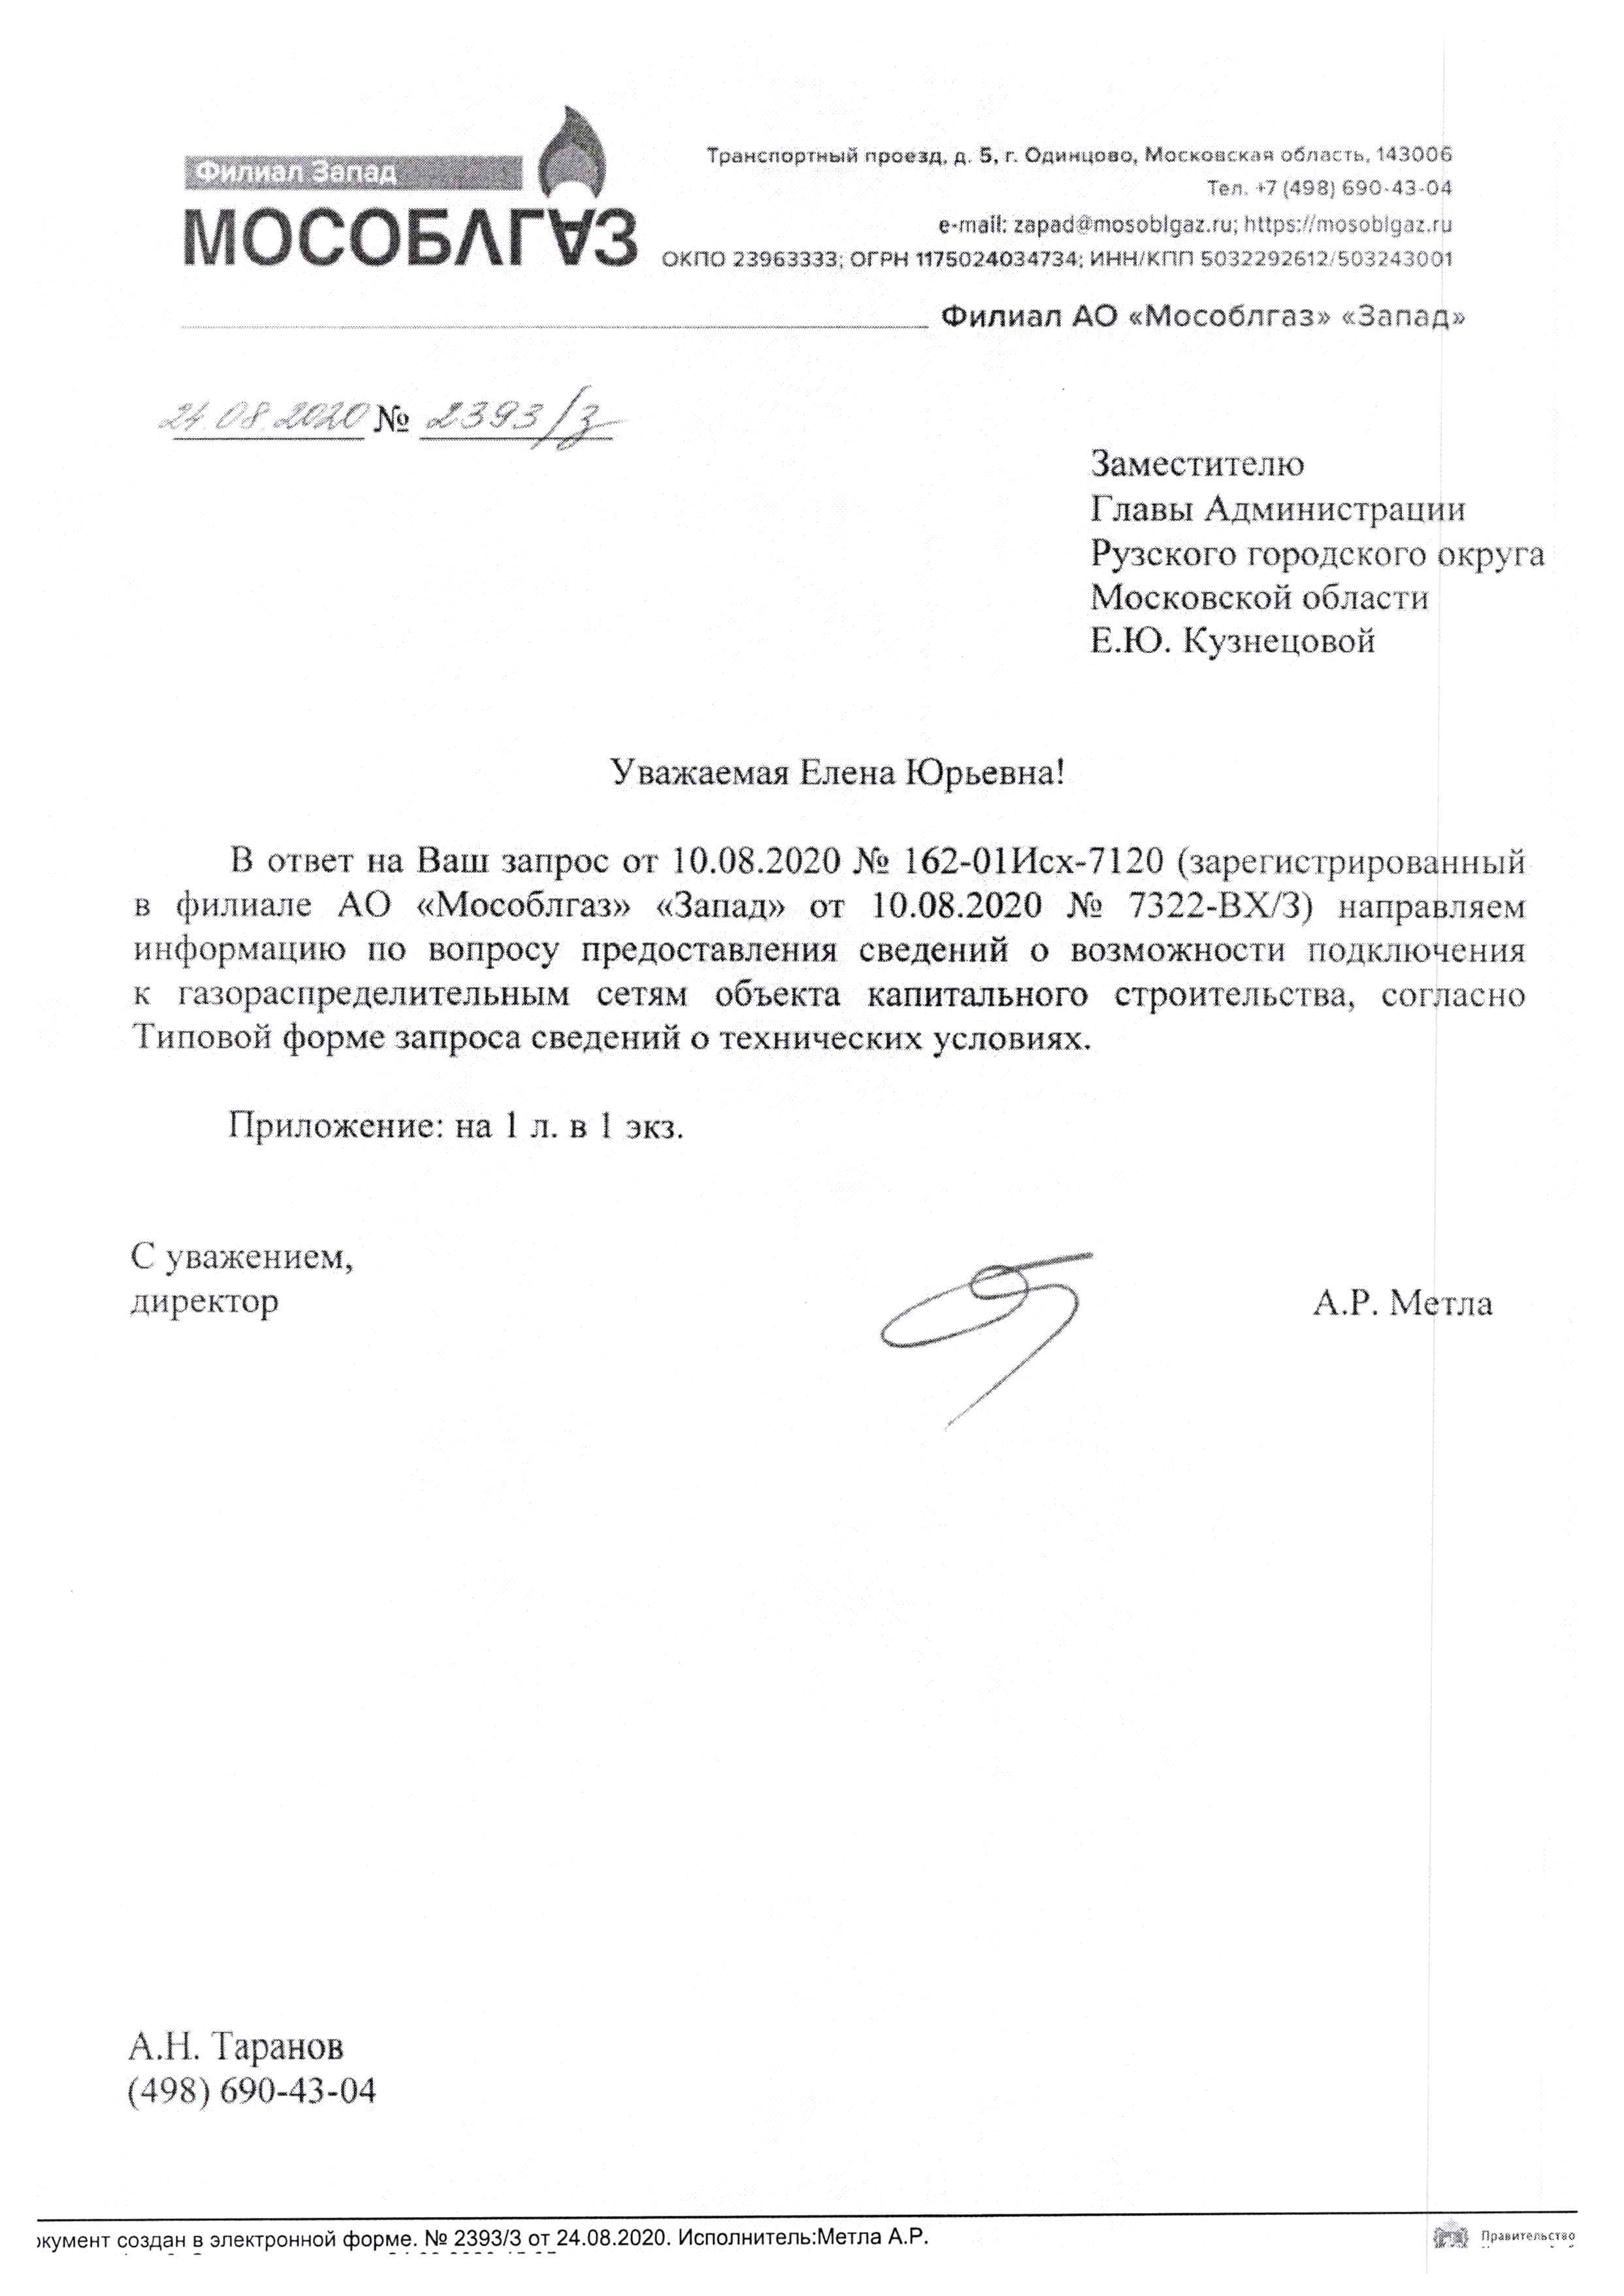 Филиал Запад
МОСОБЛГАЗ
Транспортный проезд, д. 5, г. Одинцово, Московская область, 143006
Тел. +7 (498) 690-43-04
e-mail: zapad@mosoblgaz.ru; https://mosoblgaz.ru
ОКПО 23963333; ОГРН 1175024034734; ИНН/КПП 5032292612/503243001
Филиал АО «Мособлгаз» «Запад»
24.08.2020 № 2393/З
Заместителю
Главы Администрации
Рузского городского округа
Московской области
Е.Ю. Кузнецовой
Уважаемая Елена Юрьевна!
В ответ на Ваш запрос от 10.08.2020 № 162-01Исх-7120 (зарегистрированный
в филиале АО «Мособлгаз» «Запад» от 10.08.2020 № 7322-ВХ/З) направляем
информацию по вопросу предоставления сведений о возможности подключения
к газораспределительным сетям объекта капитального строительства, согласно
Типовой форме запроса сведений о технических условиях.
Приложение: на 1 л. в 1 экз.
С уважением,
директор
А.Р. Метла
А.Н. Таранов
(498) 690-43-04
окумент создан в электронной форме. № 2393/З от 24.08.2020. Исполнитель:Метла А.Р.
Правительство